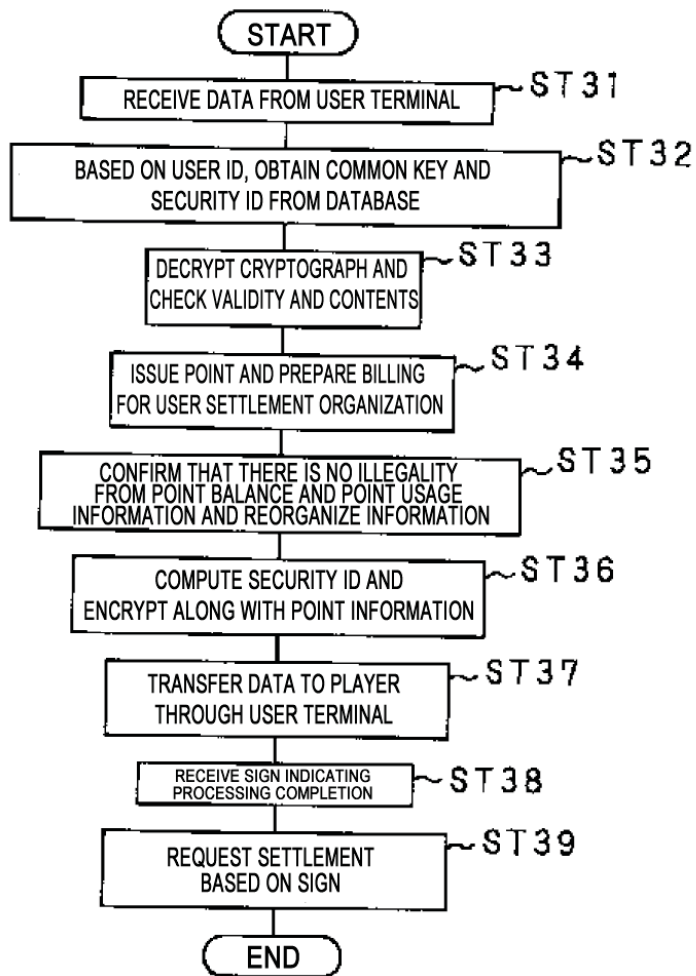 START
RECEIVE DATA FROM USER TERMINAL
ST31
BASED ON USER ID, OBTAIN COMMON KEY AND
SECURITY ID FROM DATABASE
ST32
DECRYPT CRYPTOGRAPH AND
CHECK VALIDITY AND CONTENTS
ST33
ISSUE POINT AND PREPARE BILLING
FOR USER SETTLEMENT ORGANIZATION
ST34
CONFIRM THAT THERE IS NO ILLEGALITY
FROM POINT BALANCE AND POINT USAGE
INFORMATION AND REORGANIZE INFORMATION
ST35
COMPUTE SECURITY ID AND
ENCRYPT ALONG WITH POINT INFORMATION
ST36
TRANSFER DATA TO PLAYER
THROUGH USER TERMINAL
ST37
RECEIVE SIGN INDICATING
PROCESSING COMPLETION
ST38
REQUEST SETTLEMENT
BASED ON SIGN
ST39
END